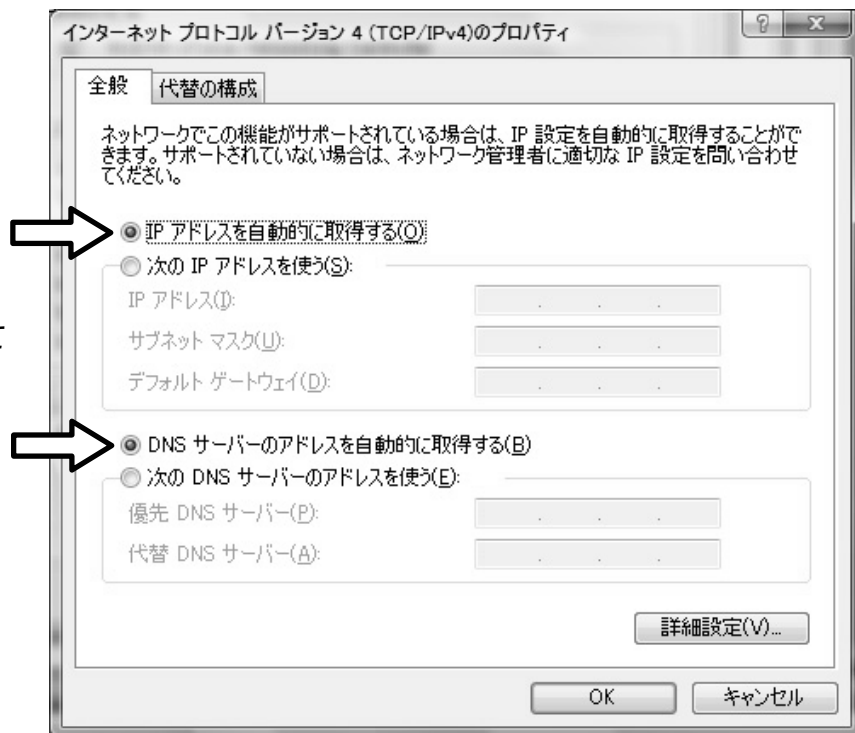 インターネット プロトコル バージョン 4 (TCP/IPv4)のプロパティ
全般
代替の構成
ネットワークでこの機能がサポートされている場合は、IP 設定を自動的に取得することがで
きます。サポートされていない場合は、ネットワーク管理者に適切な IP 設定を問い合わせ
てください。
IP アドレスを自動的に取得する(O)
次の IP アドレスを使う(S):
IP アドレス(I):
サブネット マスク(U):
デフォルト ゲートウェイ(D):
DNS サーバーのアドレスを自動的に取得する(B)
次の DNS サーバーのアドレスを使う(E):
優先 DNS サーバー(P):
代替 DNS サーバー(A):
詳細設定(V)...
OK
キャンセル